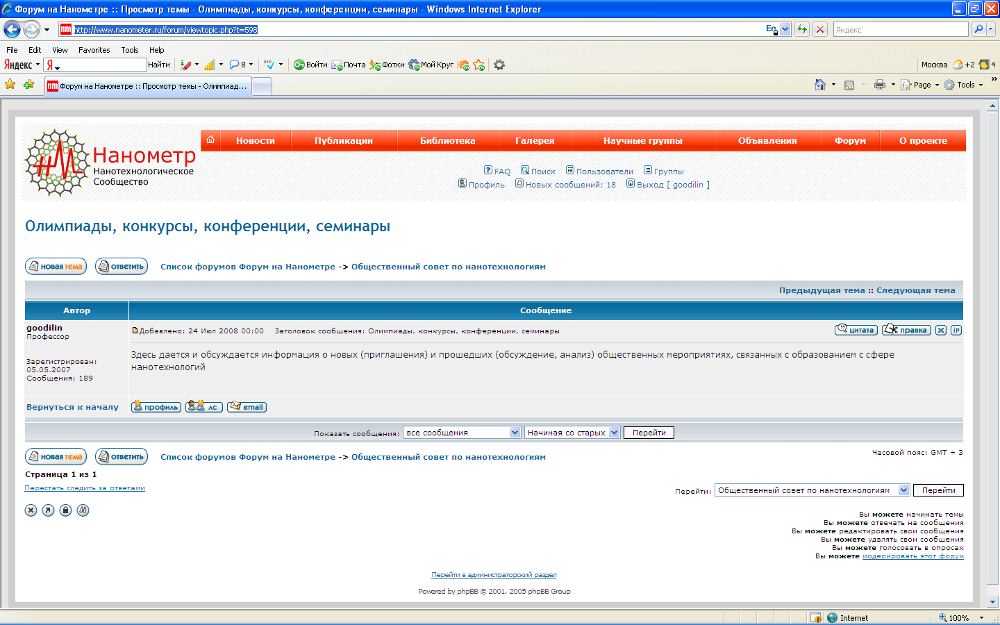 Форум на Нанометре :: Просмотр темы - Олимпиады, конкурсы, конференции, семинары - Windows Internet Explorer
http://www.nanometer.ru/forum/viewtopic.php?t=598
En
Яндекс
File Edit View Favorites Tools Help
Яндекс Я Найти 8 Войти Почта Фотки Мой Круг Москва +2 4
Форум на Нанометре :: Просмотр темы - Олимпиад... Page Tools
Новости Публикации Библиотека Галерея Научные группы Объявления Форум О проекте
Нанометр
Нанотехнологическое
Сообщество
FAQ Поиск Пользователи Группы
Профиль Новых сообщений: 18 Выход [ goodilin ]
Олимпиады, конкурсы, конференции, семинары
новая тема ответить Список форумов Форум на Нанометре -> Общественный совет по нанотехнологиям
Предыдущая тема :: Следующая тема
Автор Сообщение
goodilin
Профессор
Зарегистрирован:
05.05.2007
Сообщения: 189
Добавлено: 24 Июл 2008 00:00 Заголовок сообщения: Олимпиады, конкурсы, конференции, семинары
цитата правка x iP
Здесь дается и обсуждается информация о новых (приглашения) и прошедших (обсуждение, анализ) общественных мероприятиях, связанных с образованием с сфере
нанотехнологий
Вернуться к началу профиль лс email
Показать сообщения: все сообщения Начиная со старых Перейти
новая тема ответить Список форумов Форум на Нанометре -> Общественный совет по нанотехнологиям
Часовой пояс: GMT + 3
Страница 1 из 1
Перестать следить за ответами
Перейти: Общественный совет по нанотехнологиям Перейти
Вы можете начинать темы
Вы можете отвечать на сообщения
Вы можете редактировать свои сообщения
Вы можете удалять свои сообщения
Вы можете голосовать в опросах
Вы можете модерировать этот форум
Перейти в администраторский раздел
Powered by phpBB © 2001, 2005 phpBB Group
Internet 100%